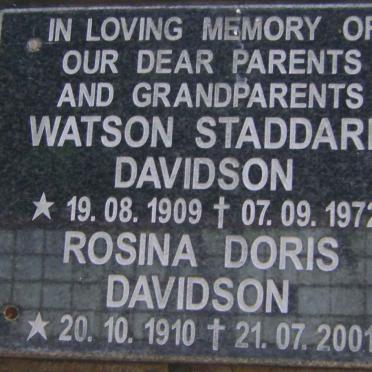 IN LOVING MEMORY OF
OUR DEAR PARENTS
AND GRANDPARENTS
WATSON STADDARD
DAVIDSON
★ 19. 08. 1909 † 07. 09. 1972
ROSINA DORIS
DAVIDSON
★ 20. 10. 1910 † 21. 07. 2001